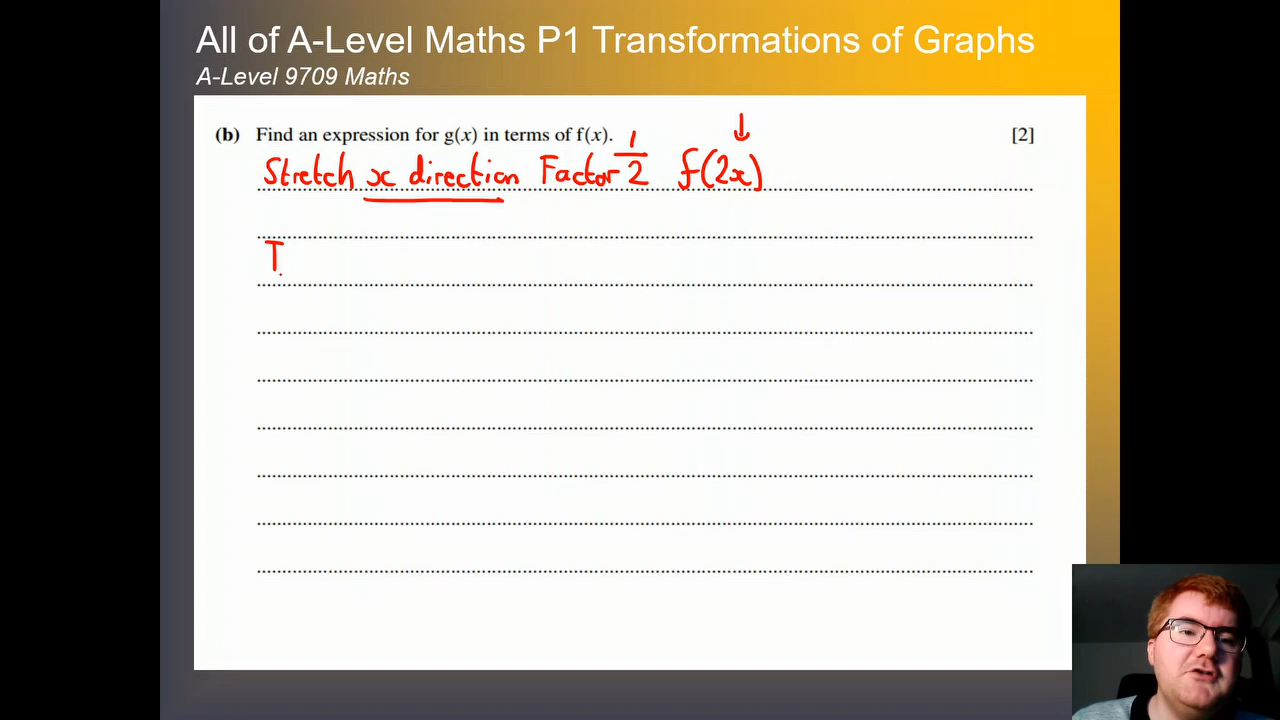 All of A-Level Maths P1 Transformations of Graphs
A-Level 9709 Maths
(b) Find an expression for g(x) in terms of f(x). [2]
Stretch x direction Factor 1/2 f(2x)
T